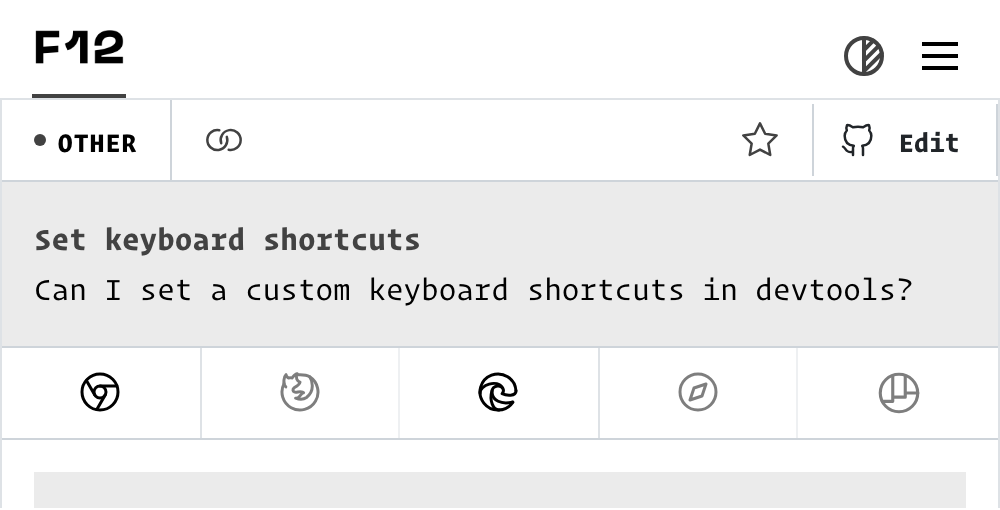 F12
OTHER
Edit
Set keyboard shortcuts
Can I set a custom keyboard shortcuts in devtools?